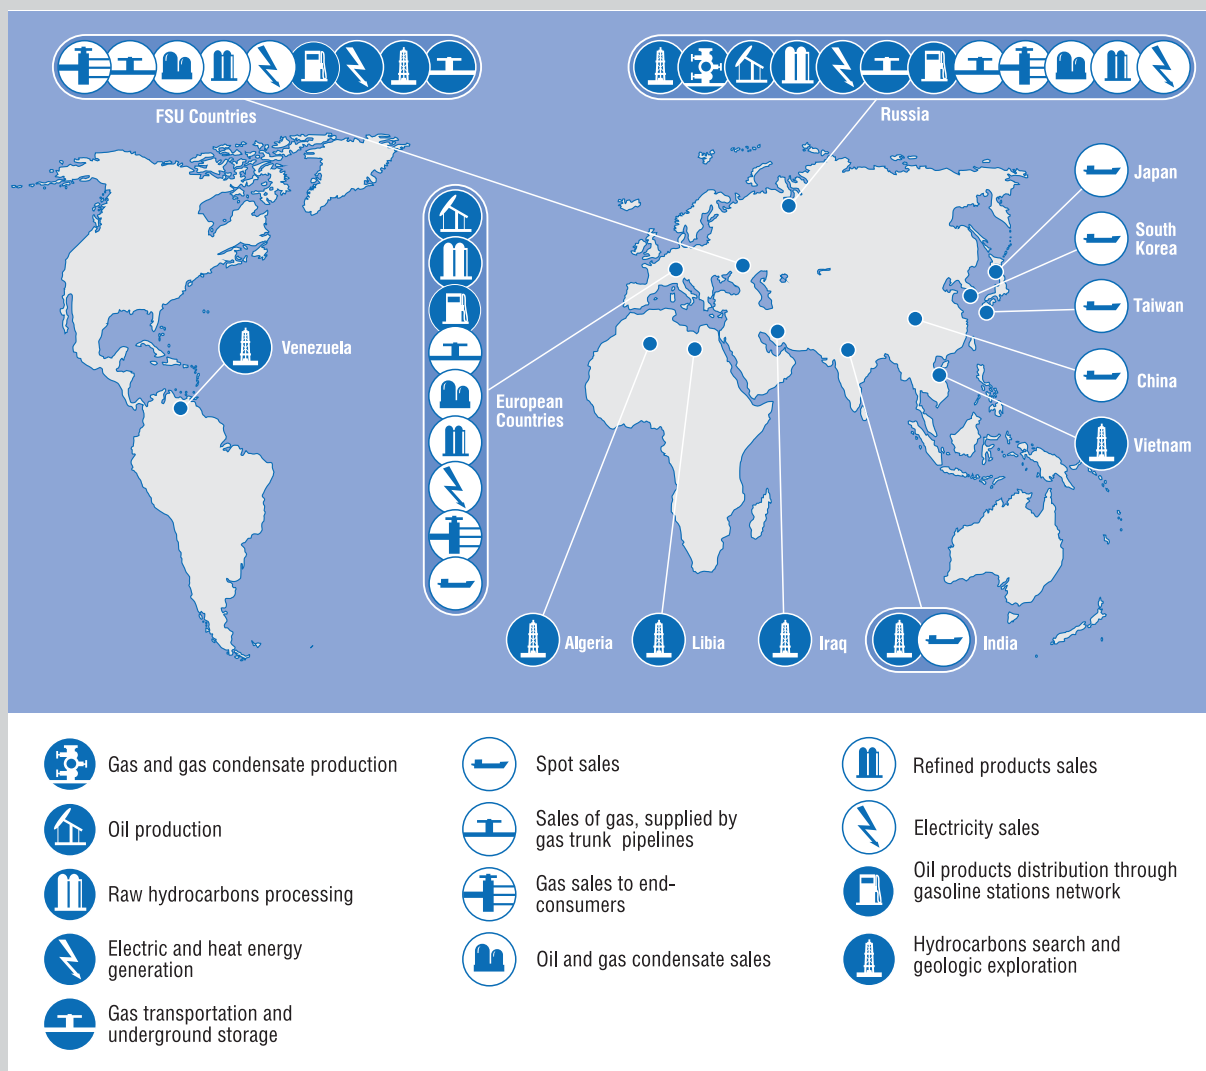 FSU Countries
Russia
Japan
South
Korea
Taiwan
China
Vietnam
Venezuela
European
Countries
Algeria
Libia
Iraq
India
Gas and gas condensate production
Oil production
Raw hydrocarbons processing
Electric and heat energy
generation
Gas transportation and
underground storage
Spot sales
Sales of gas, supplied by
gas trunk pipelines
Gas sales to end-
consumers
Oil and gas condensate sales
Refined products sales
Electricity sales
Oil products distribution through
gasoline stations network
Hydrocarbons search and
geologic exploration